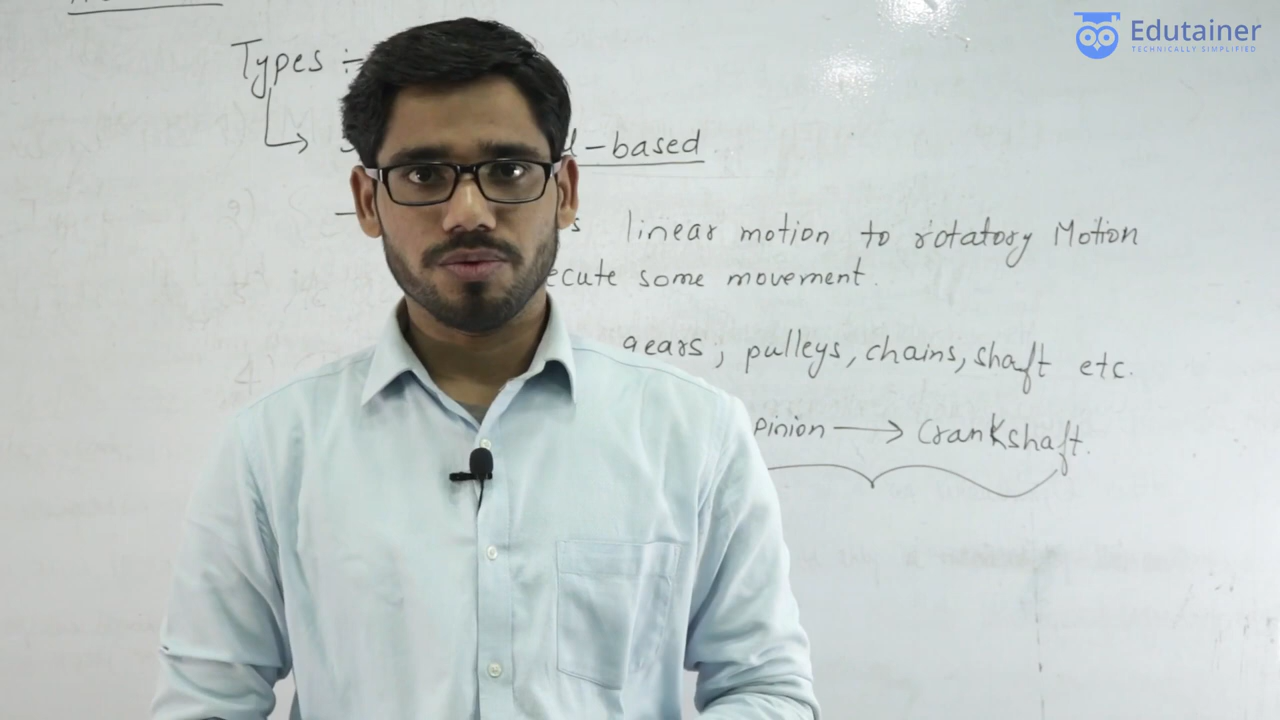 Edutainer
TECHNICALLY SIMPLIFIED
Types ÷
-based
linear motion to rotatory Motion
some movement.
gears, pulleys, chains, shaft etc.
pinion → Crankshaft.